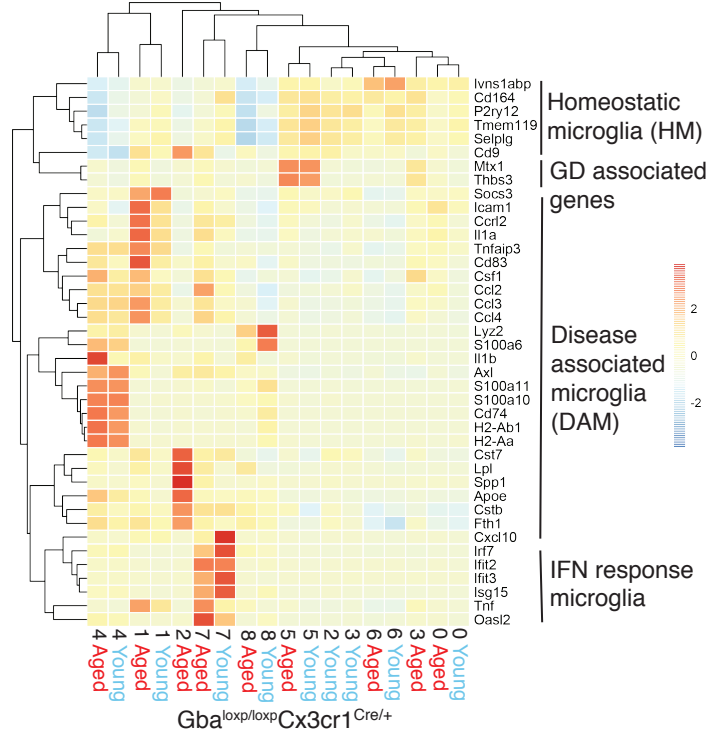 Ivns1abp
Cd164
P2ry12
Tmem119
Selplg
Cd9
Mtx1
Thbs3
Socs3
Icam1
Ccrl2
Il1a
Tnfaip3
Cd83
Csf1
Ccl2
Ccl3
Ccl4
Lyz2
S100a6
Il1b
Axl
S100a11
S100a10
Cd74
H2-Ab1
H2-Aa
Cst7
Lpl
Spp1
Apoe
Cstb
Fth1
Cxcl10
Irf7
Ifit2
Ifit3
Isg15
Tnf
Oasl2
Homeostatic
microglia (HM)
GD associated
genes
Disease
associated
microglia
(DAM)
IFN response
microglia
2
0
-2
4 Aged
4 Young
1 Aged
1 Young
2 Aged
7 Aged
7 Young
8 Aged
8 Young
5 Aged
5 Young
2 Young
3 Young
6 Aged
6 Young
3 Aged
0 Aged
0 Young
Gba^loxp/loxp Cx3cr1^Cre/+